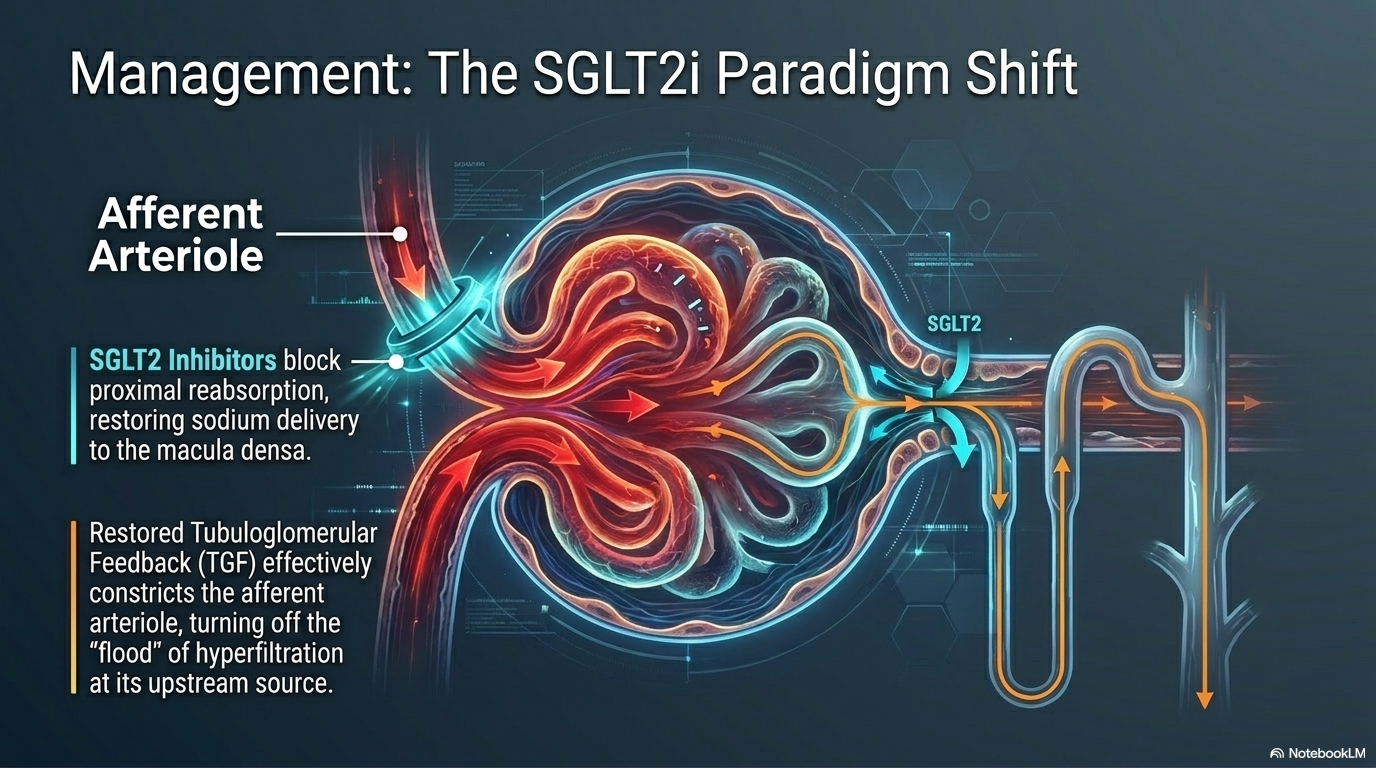 Management: The SGLT2i Paradigm Shift
Afferent
Arteriole
SGLT2 Inhibitors block
proximal reabsorption,
restoring sodium delivery
to the macula densa.
Restored Tubuloglomerular
Feedback (TGF) effectively
constricts the afferent
arteriole, turning off the
“flood” of hyperfiltration
at its upstream source.
SGLT2
NotebookLM